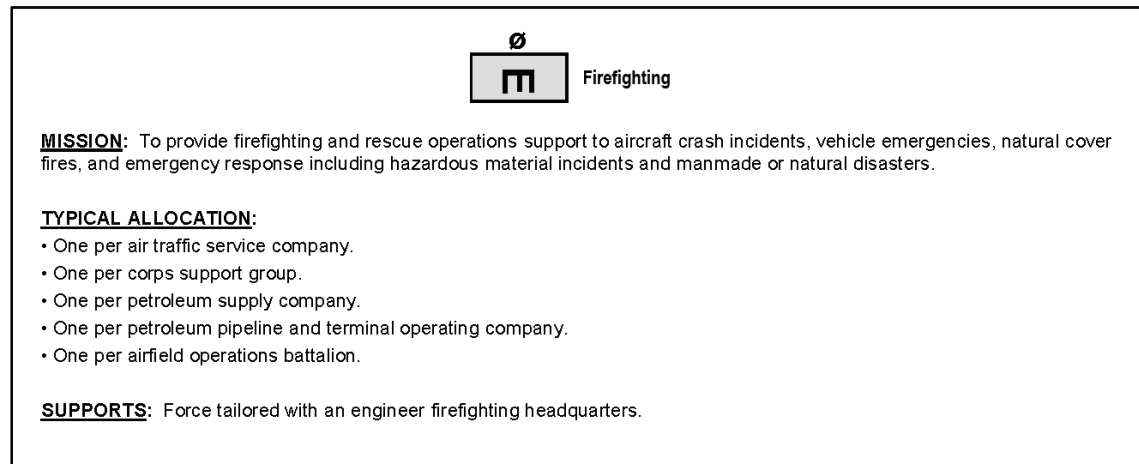 Ø
E Firefighting
MISSION: To provide firefighting and rescue operations support to aircraft crash incidents, vehicle emergencies, natural cover
fires, and emergency response including hazardous material incidents and manmade or natural disasters.
TYPICAL ALLOCATION:
• One per air traffic service company.
• One per corps support group.
• One per petroleum supply company.
• One per petroleum pipeline and terminal operating company.
• One per airfield operations battalion.
SUPPORTS: Force tailored with an engineer firefighting headquarters.